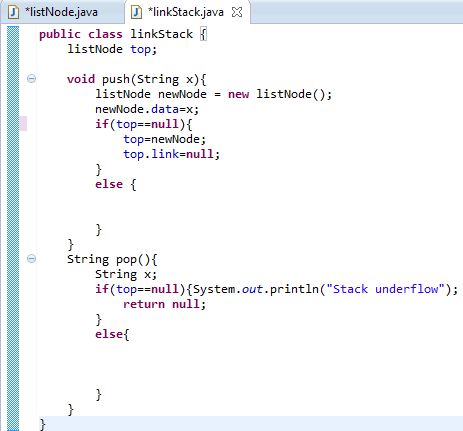 *listNode.java *linkStack.java
public class linkStack {
listNode top;
void push(String x){
listNode newNode = new listNode();
newNode.data=x;
if(top==null){
top=newNode;
top.link=null;
}
else {
}
}
String pop(){
String x;
if(top==null){System.out.println("Stack underflow");
return null;
}
else{
}
}
}